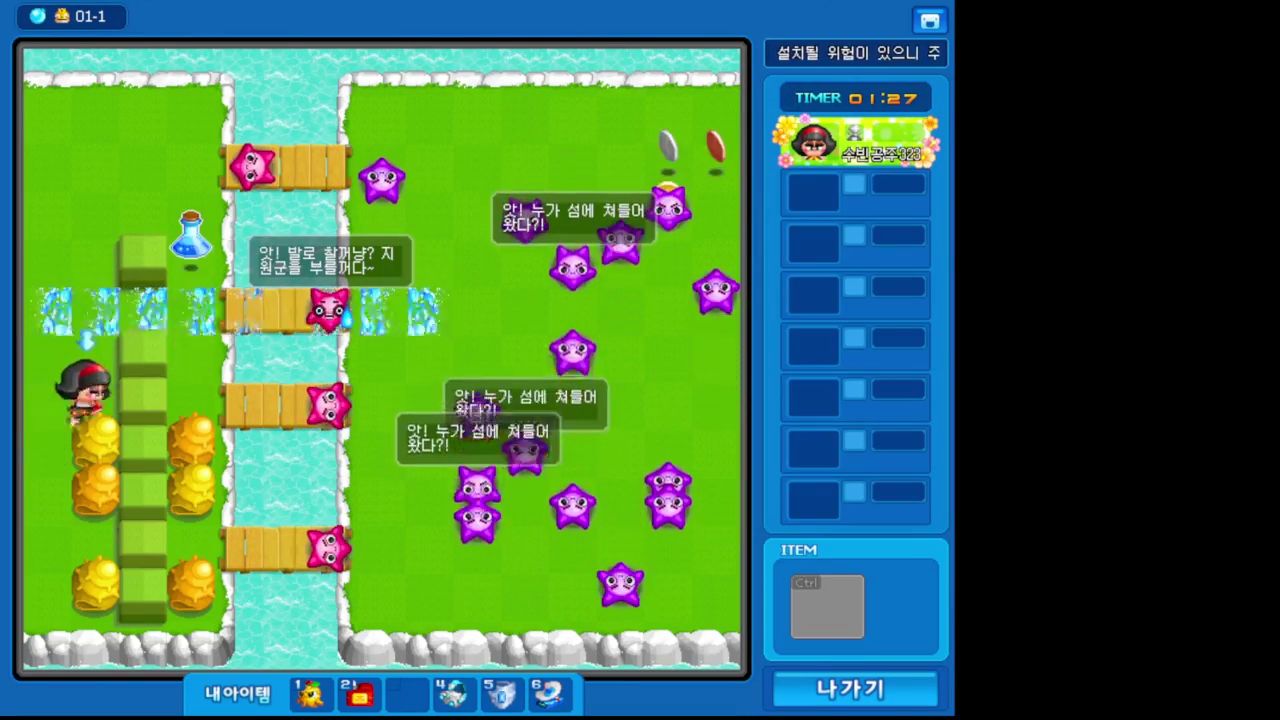 01-1
설치될 위험이 있으니 주
TIMER 01:27
수빈공주323
앗! 누가 섬에 쳐들어
왔다?!
앗! 발로 찰꺼냥? 지
원군를 부를꺼다~
앗! 누가 섬에 쳐들어
왔다?!
앗! 누가 섬에 쳐들어
왔다?!
ITEM
Ctrl
내아이템
1
2
4
5
6
나가기